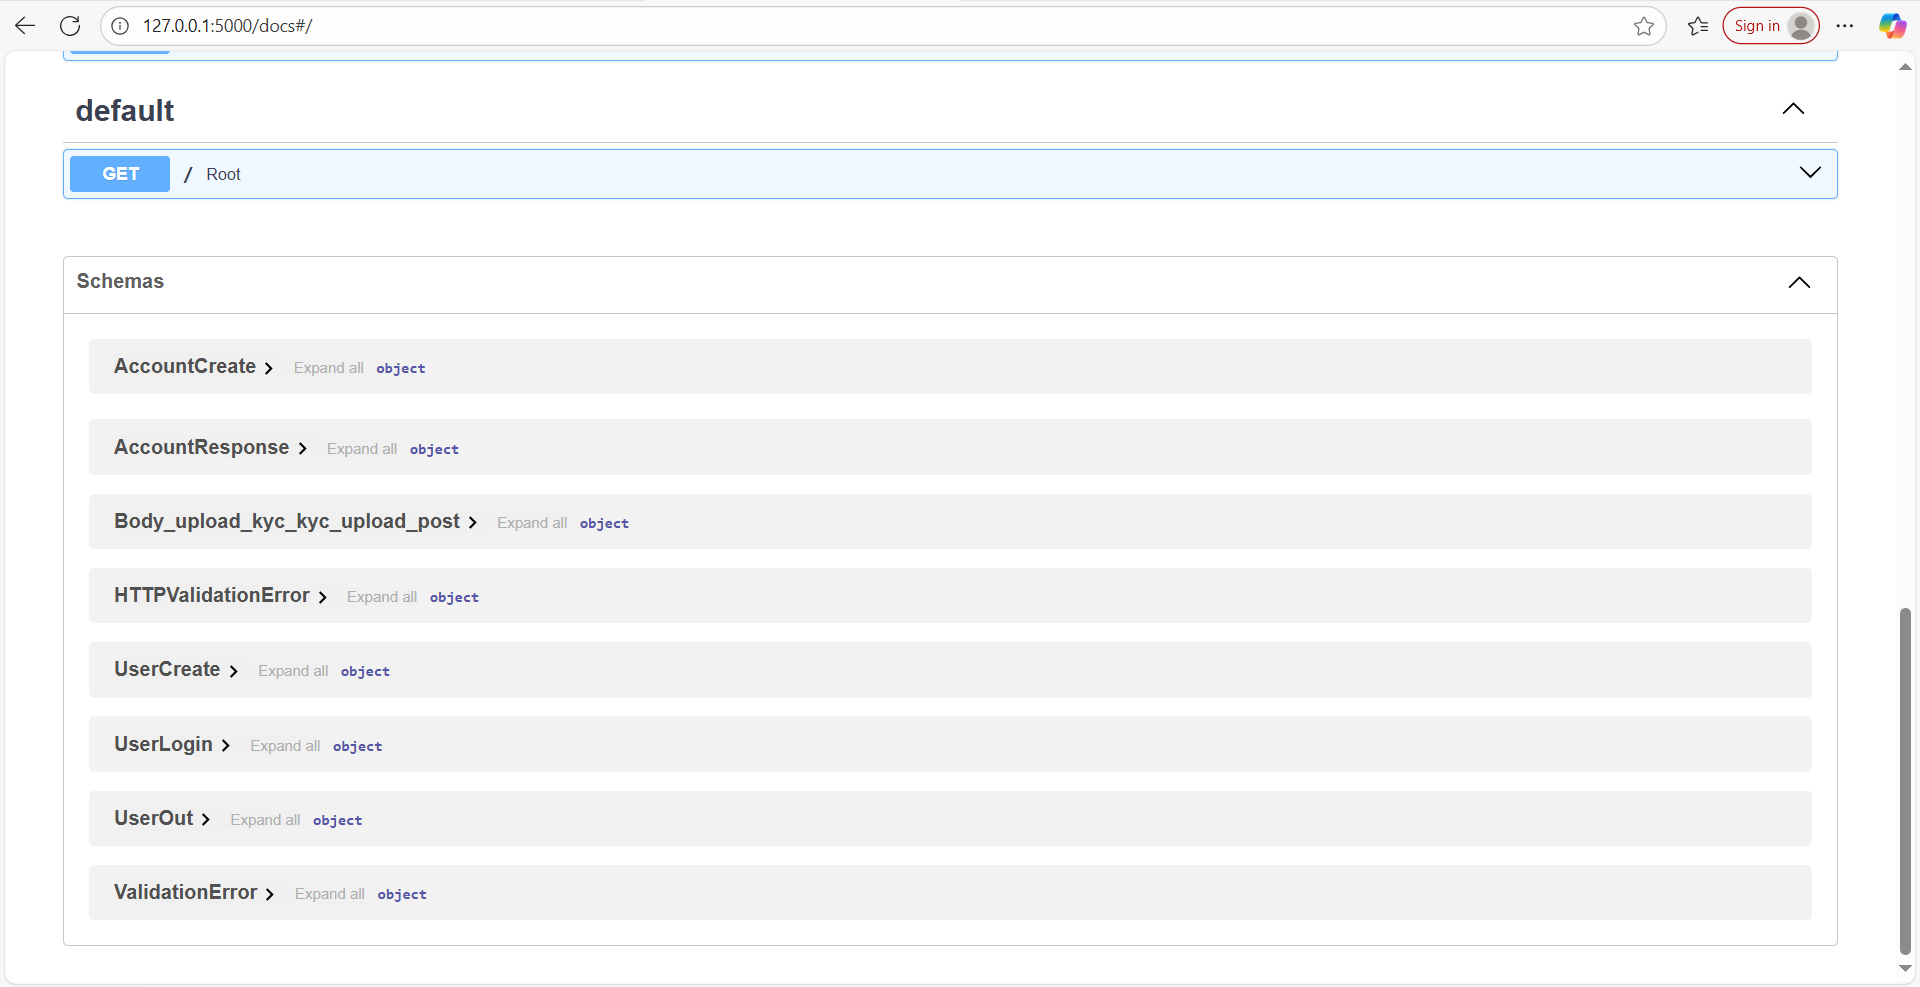 127.0.0.1:5000/docs#/
Sign in
default
GET / Root
Schemas
AccountCreate Expand all object
AccountResponse Expand all object
Body_upload_kyc_kyc_upload_post Expand all object
HTTPValidationError Expand all object
UserCreate Expand all object
UserLogin Expand all object
UserOut Expand all object
ValidationError Expand all object